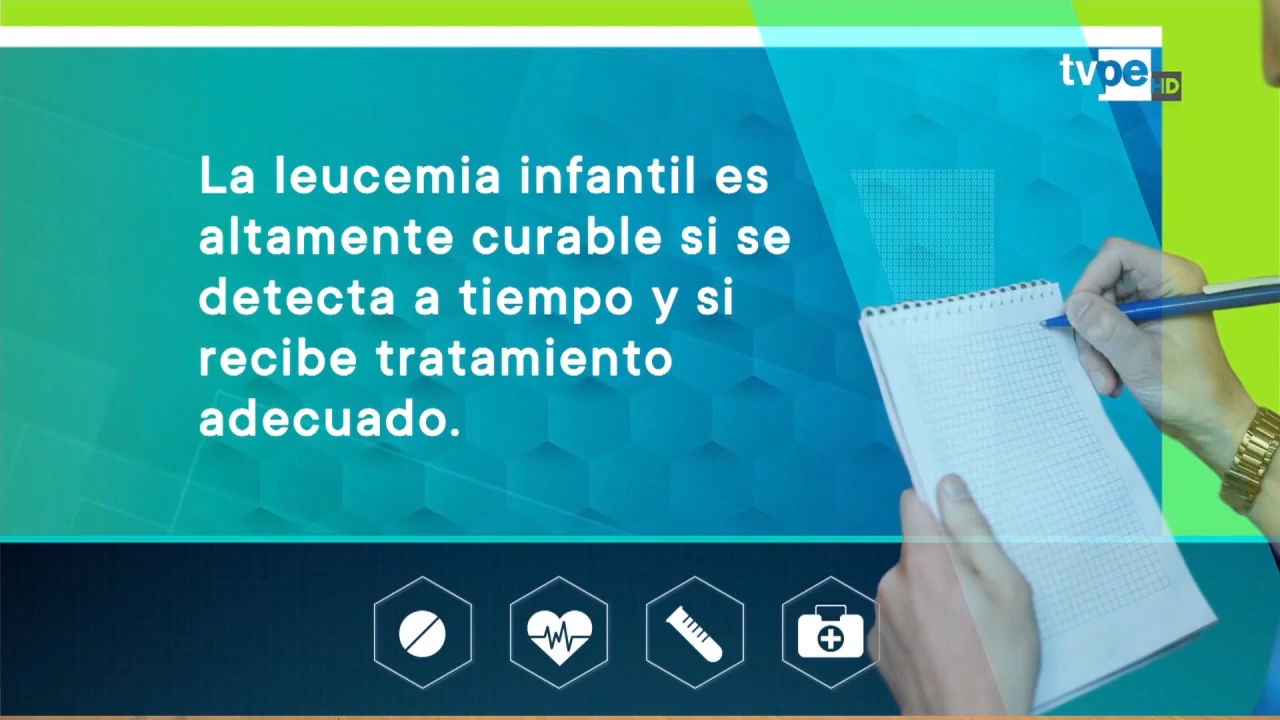 tvpe HD
La leucemia infantil es
altamente curable si se
detecta a tiempo y si
recibe tratamiento
adecuado.